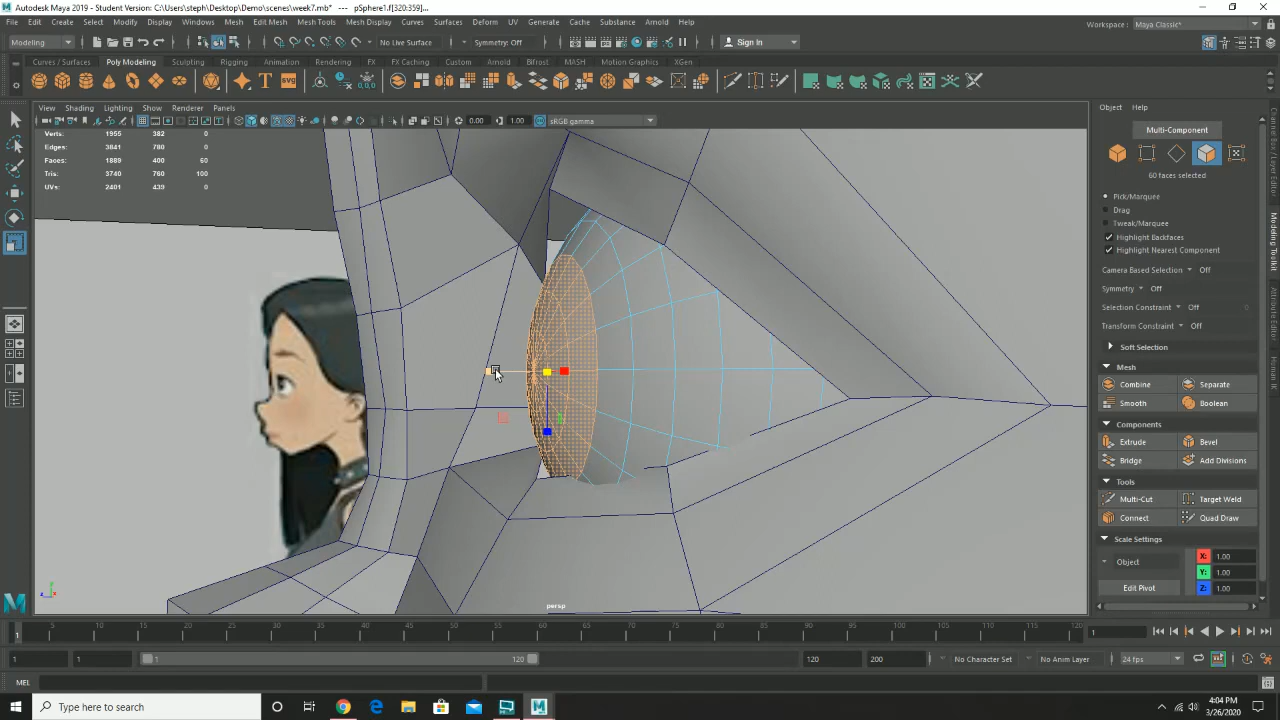 Autodesk Maya 2019 - Student Version: C:\Users\steph\Desktop\Demo\scenes\week7.mb* --- pSphere1.f[320:359]...
File Edit Create Select Modify Display Windows Mesh Edit Mesh Mesh Tools Mesh Display Curves Surfaces Deform UV Generate Cache Substance Arnold Help
Workspace : Maya Classic*
Modeling No Live Surface Symmetry: Off Sign In
Curves / Surfaces Poly Modeling Sculpting Rigging Animation Rendering FX FX Caching Custom Arnold Bifrost MASH Motion Graphics XGen
View Shading Lighting Show Renderer Panels
0.00 1.00 sRGB gamma
Verts: 1955 382 0
Edges: 3841 780 0
Faces: 1889 400 60
Tris: 3740 760 100
UVs: 2401 439 0
persp
Object Help
Multi-Component
60 faces selected
Pick/Marquee
Drag
Tweak/Marquee
Highlight Backfaces
Highlight Nearest Component
Camera Based Selection Off
Symmetry Off
Selection Constraint Off
Transform Constraint Off
Soft Selection
Mesh
Combine Separate
Smooth Boolean
Components
Extrude Bevel
Bridge Add Divisions
Tools
Multi-Cut Target Weld
Connect Quad Draw
Scale Settings
Object X: 1.00
Y: 1.00
Edit Pivot Z: 1.00
Channel Box / Layer Editor
Modeling Toolkit
Attribute Editor
5 10 15 20 25 30 35 40 45 50 55 60 65 70 75 80 85 90 95 100 105 110 115 120
1 1
1 1 1 120 120 200 No Character Set No Anim Layer 24 fps
MEL
Type here to search
4:04 PM
3/26/2020